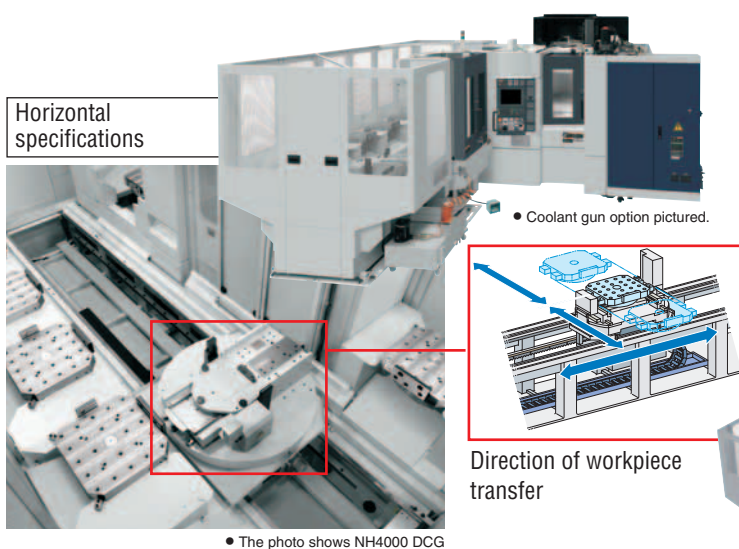 Horizontal
specifications
● Coolant gun option pictured.
Direction of workpiece
transfer
● The photo shows NH4000 DCG